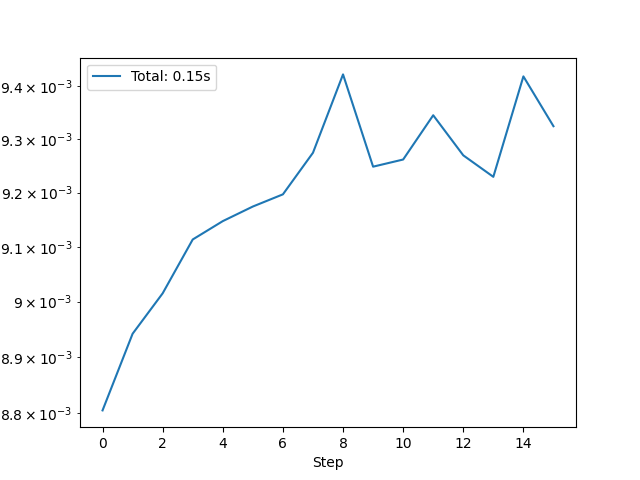 Total: 0.15s
9.4 × 10⁻³
9.3 × 10⁻³
9.2 × 10⁻³
9.1 × 10⁻³
9 × 10⁻³
8.9 × 10⁻³
8.8 × 10⁻³
0 2 4 6 8 10 12 14
Step